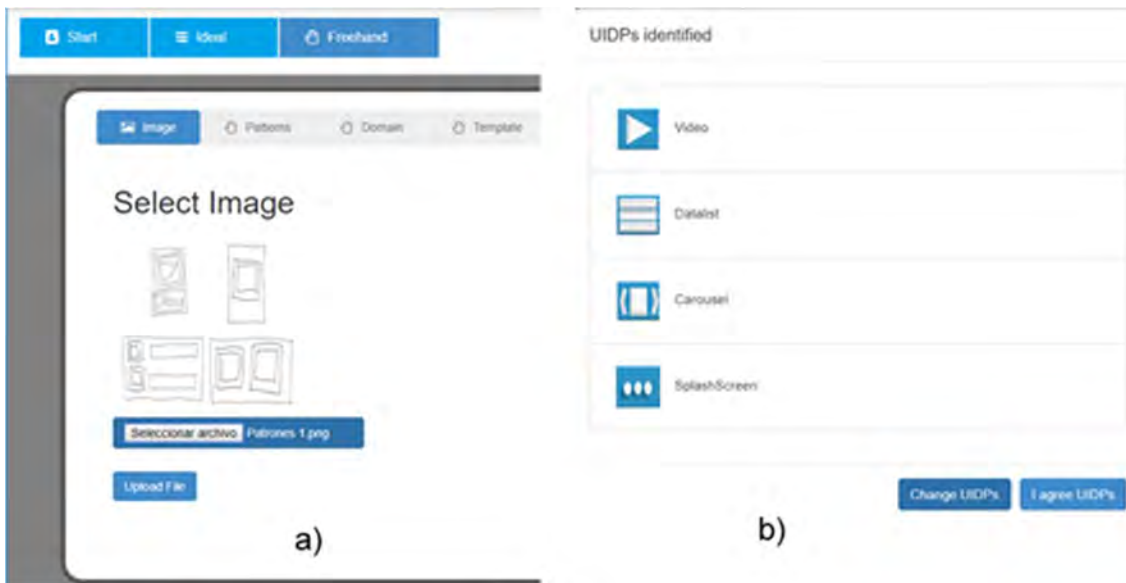 Start Ideal Freehand
Image Patterns Domain Template
Select Image
Seleccionar archivo Patrones 1.png
Upload File
a)
UIDPs identified
Video
Datalist
Carousel
SplashScreen
Change UIDPs I agree UIDPs
b)